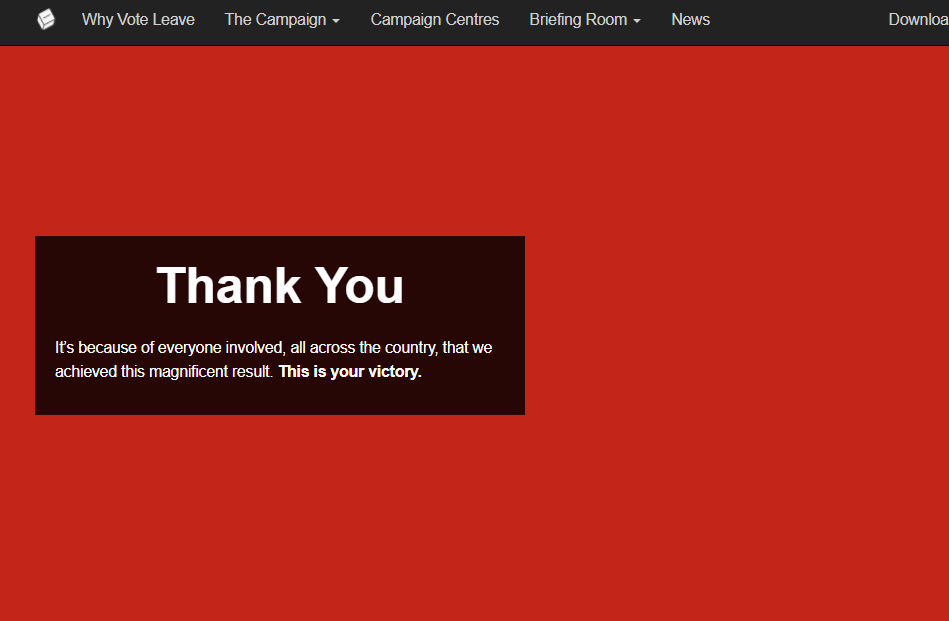 Why Vote Leave The Campaign Campaign Centres Briefing Room News
Thank You
It's because of everyone involved, all across the country, that we
achieved this magnificent result. This is your victory.